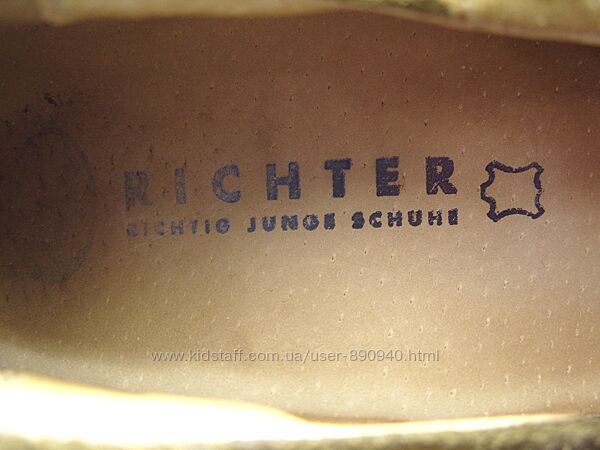 RICHTER
RICHTIG JUNGE SCHUHE
www.kidstaff.com.ua/user-890940.html